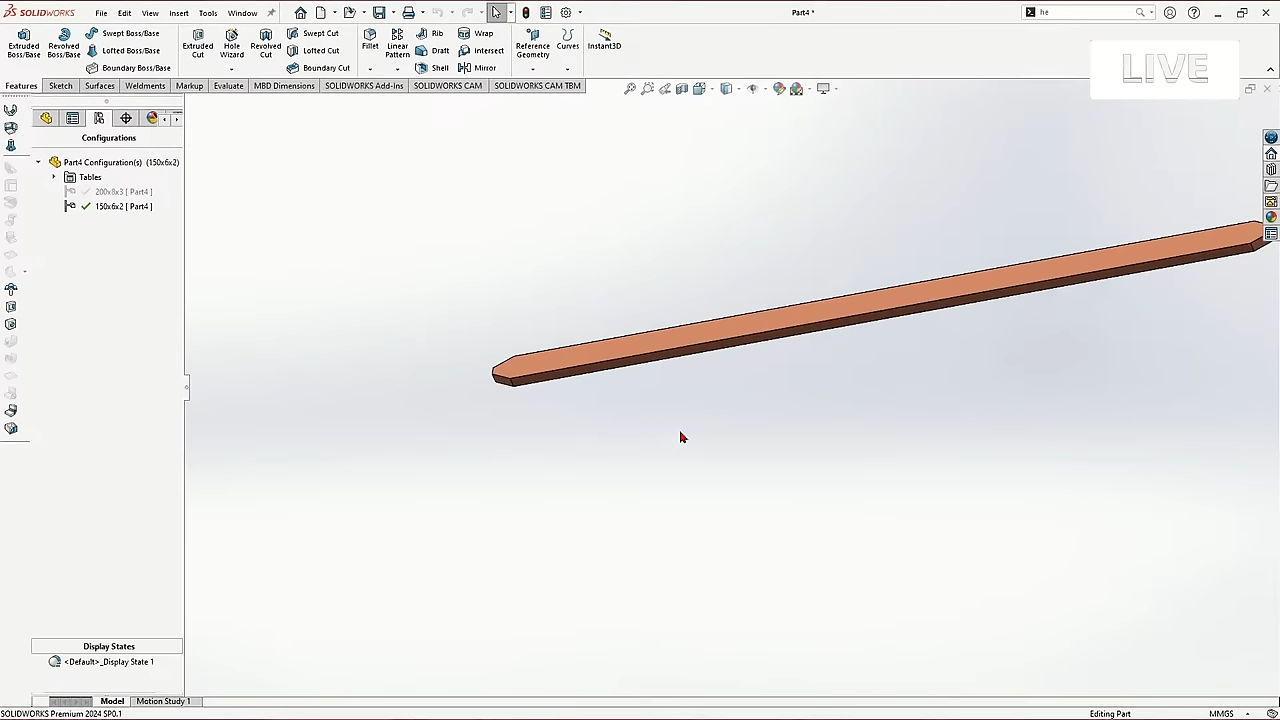 SOLIDWORKS File Edit View Insert Tools Window Part4 * he
Extruded Boss/Base Revolved Boss/Base Swept Boss/Base Lofted Boss/Base Boundary Boss/Base Extruded Cut Hole Wizard Revolved Cut Swept Cut Lofted Cut Boundary Cut Fillet Linear Pattern Rib Draft Shell Wrap Intersect Mirror Reference Geometry Curves Instant3D
LIVE
Features Sketch Surfaces Weldments Markup Evaluate MBD Dimensions SOLIDWORKS Add-Ins SOLIDWORKS CAM SOLIDWORKS CAM TBM
Configurations
Part4 Configuration(s) (150x6x2)
Tables
200x8x3 [ Part4 ]
150x6x2 [ Part4 ]
Display States
<Default>_Display State 1
Model Motion Study 1
SOLIDWORKS Premium 2024 SP0.1 Editing Part MMGS